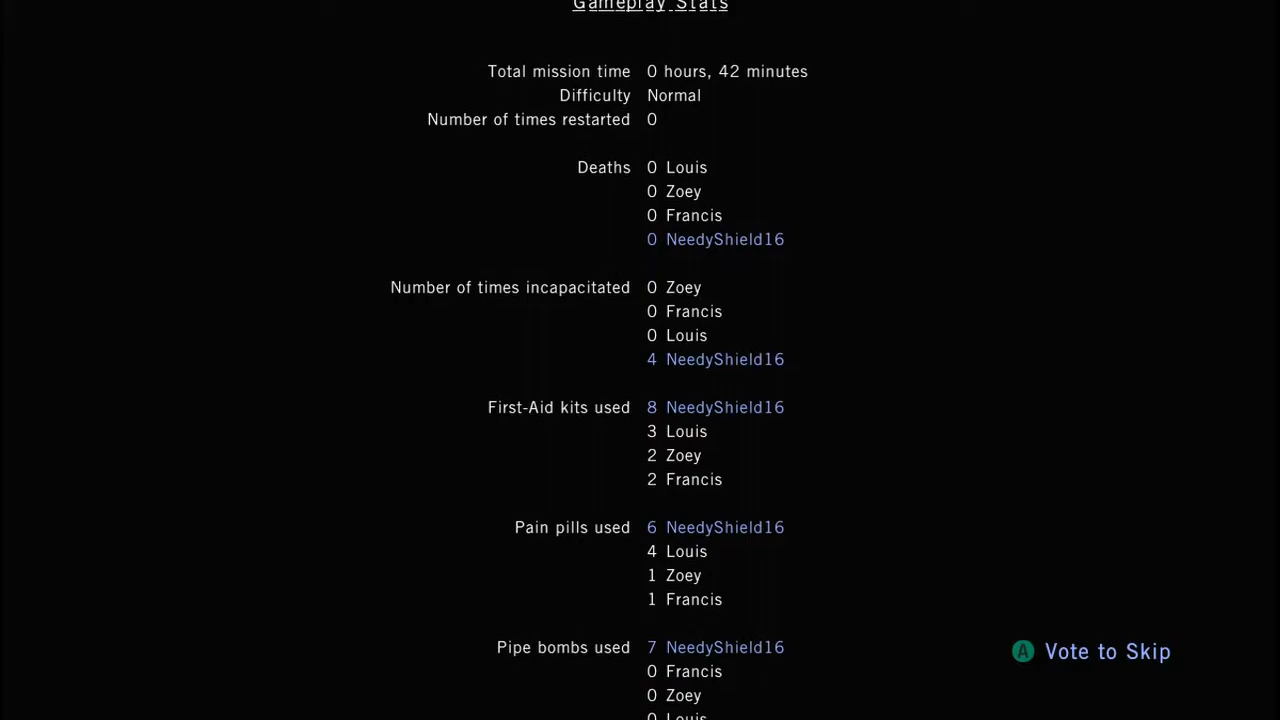 Gameplay Stats
Total mission time 0 hours, 42 minutes
Difficulty Normal
Number of times restarted 0
Deaths 0 Louis
0 Zoey
0 Francis
0 NeedyShield16
Number of times incapacitated 0 Zoey
0 Francis
0 Louis
4 NeedyShield16
First-Aid kits used 8 NeedyShield16
3 Louis
2 Zoey
2 Francis
Pain pills used 6 NeedyShield16
4 Louis
1 Zoey
1 Francis
Pipe bombs used 7 NeedyShield16
A Vote to Skip
0 Francis
0 Zoey
0 Louis